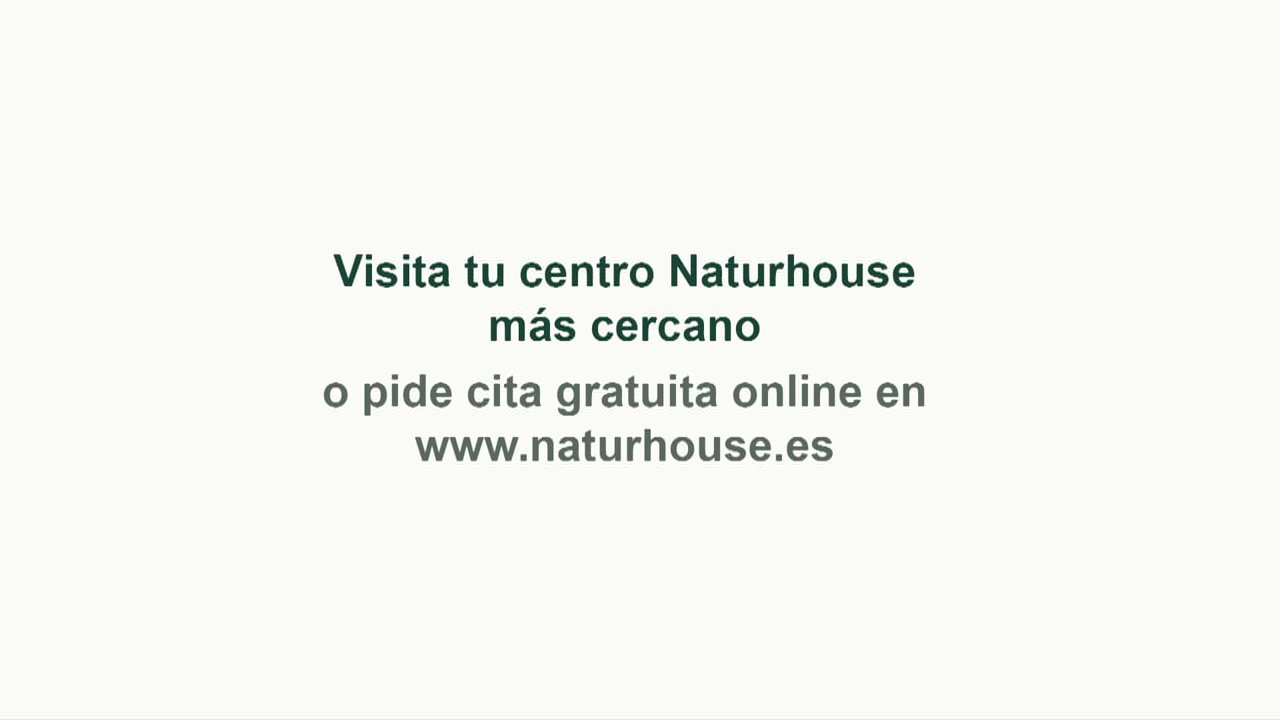 Visita tu centro Naturhouse
más cercano
o pide cita gratuita online en
www.naturhouse.es